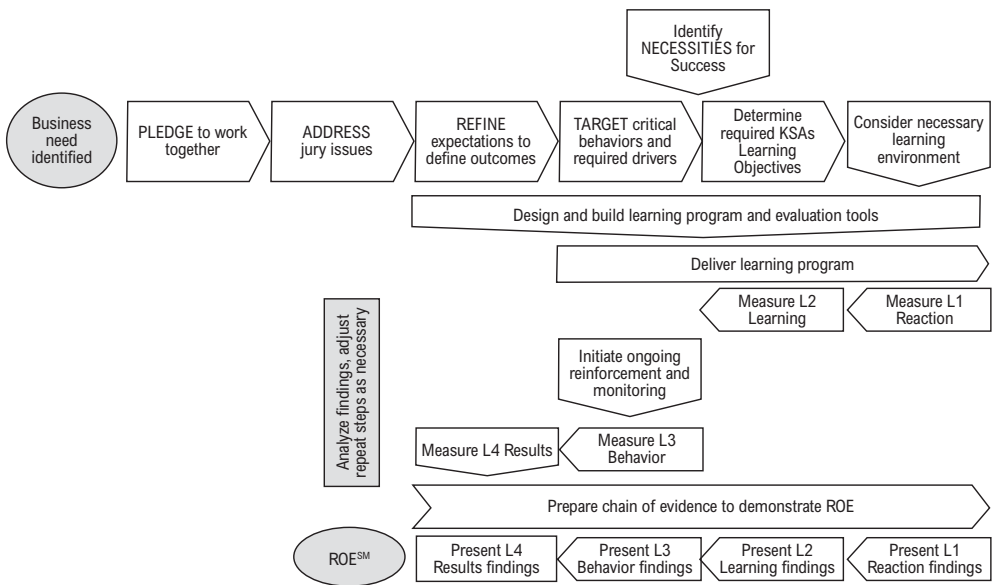 Identify
NECESSITIES for
Success
Business
need
identified
PLEDGE to work
together
ADDRESS
jury issues
REFINE
expectations to
define outcomes
TARGET critical
behaviors and
required drivers
Determine
required KSAs
Learning
Objectives
Consider necessary
learning
environment
Design and build learning program and evaluation tools
Deliver learning program
Measure L2
Learning
Measure L1
Reaction
Analyze findings, adjust
repeat steps as necessary
Initiate ongoing
reinforcement and
monitoring
Measure L4 Results
Measure L3
Behavior
Prepare chain of evidence to demonstrate ROE
ROE℠
Present L4
Results findings
Present L3
Behavior findings
Present L2
Learning findings
Present L1
Reaction findings